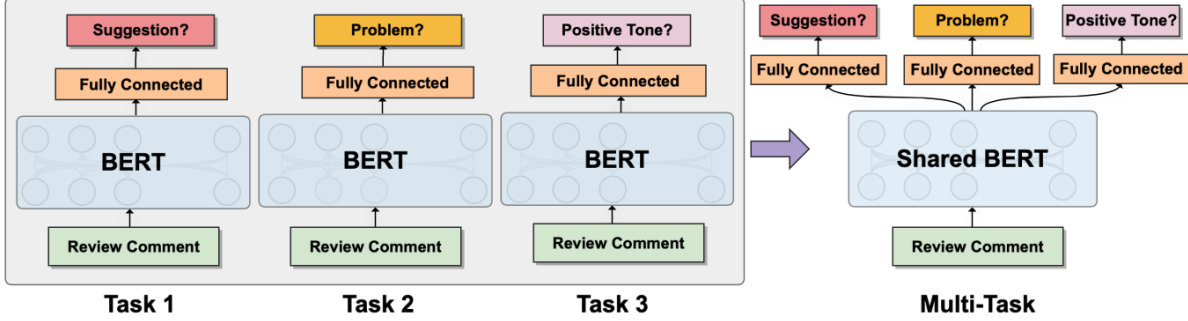 Suggestion?
Problem?
Positive Tone?
Suggestion?
Problem?
Positive Tone?
Fully Connected
Fully Connected
Fully Connected
Fully Connected
Fully Connected
Fully Connected
BERT
BERT
BERT
Shared BERT
Review Comment
Review Comment
Review Comment
Review Comment
Task 1
Task 2
Task 3
Multi-Task